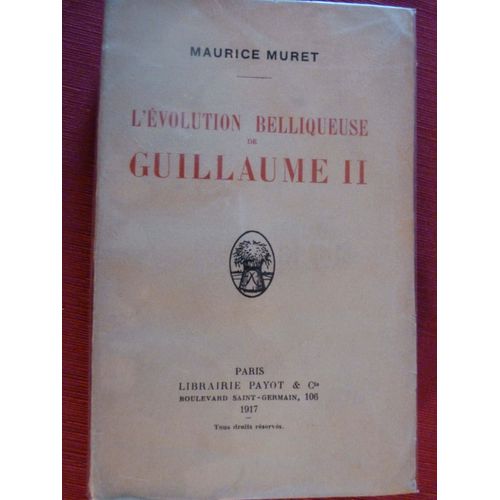 MAURICE MURET
L'ÉVOLUTION BELLIQUEUSE
DE
GUILLAUME II
PARIS
LIBRAIRIE PAYOT & Cie
BOULEVARD SAINT-GERMAIN, 106
1917
Tous droits réservés.